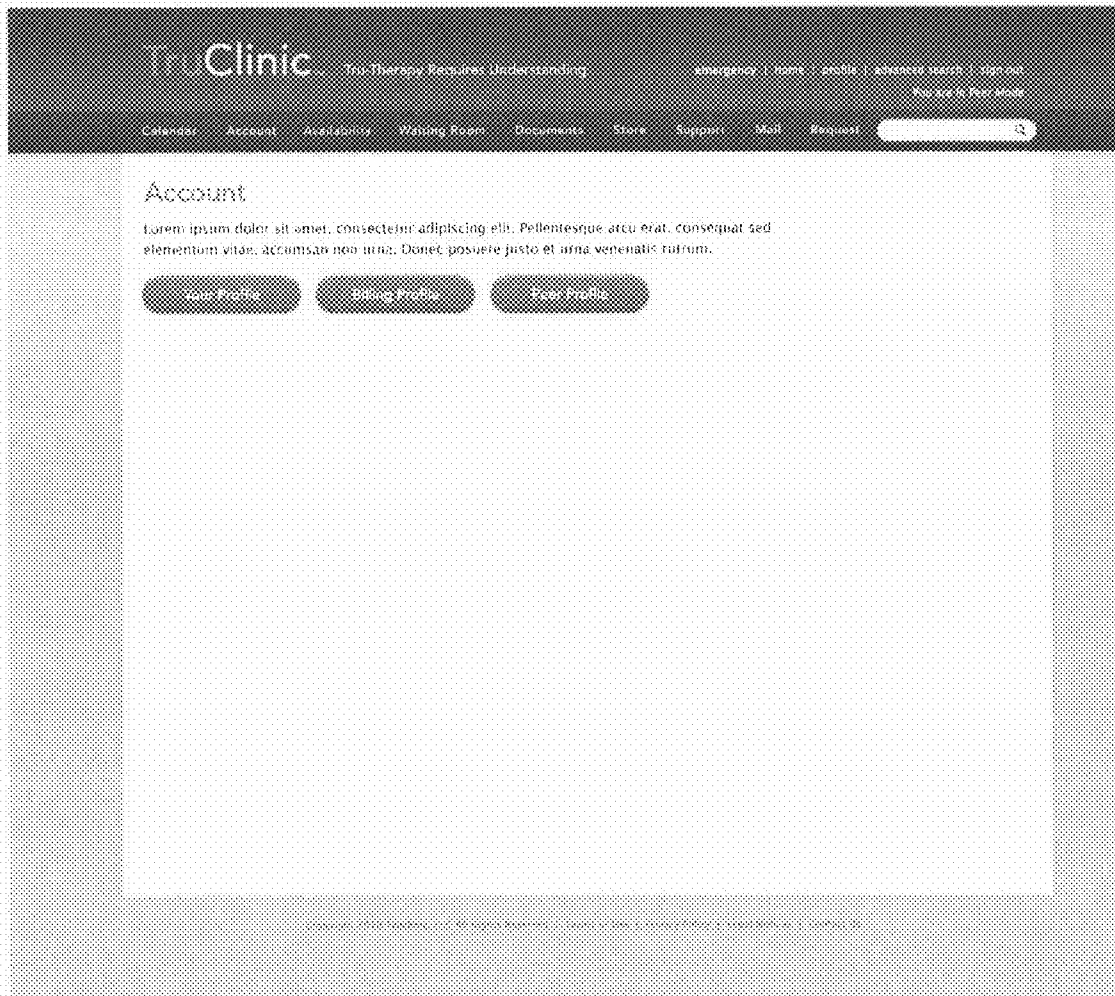 TruClinic Tru-Therapy Requires Understanding
emergency | home | profile | advanced search | sign out
You are in Peer Mode
Calender Account Availability Waiting Room Documents Store Support Mail Request
Account
Lorem ipsum dolor sit amet, consectetur adipiscing elit. Pellentesque arcu erat, consequat sed
elementum vitae, accumsan non urna. Donec posuere justo et urna venenatis rutrum.
Profile Billing Profile Peer Profile